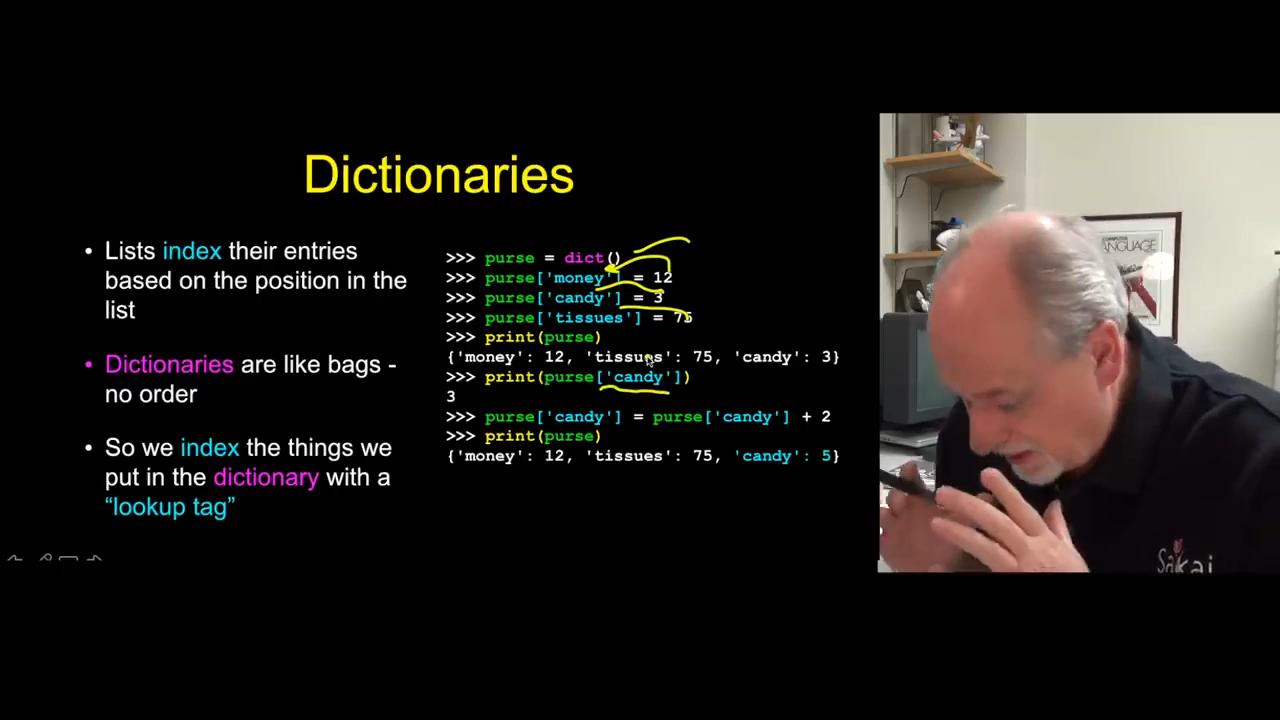 Dictionaries
• Lists index their entries
based on the position in the
list
• Dictionaries are like bags -
no order
• So we index the things we
put in the dictionary with a
“lookup tag”
>>> purse = dict()
>>> purse['money'] = 12
>>> purse['candy'] = 3
>>> purse['tissues'] = 75
>>> print(purse)
{'money': 12, 'tissues': 75, 'candy': 3}
>>> print(purse['candy'])
3
>>> purse['candy'] = purse['candy'] + 2
>>> print(purse)
{'money': 12, 'tissues': 75, 'candy': 5}
LANGUAGE
Sakai